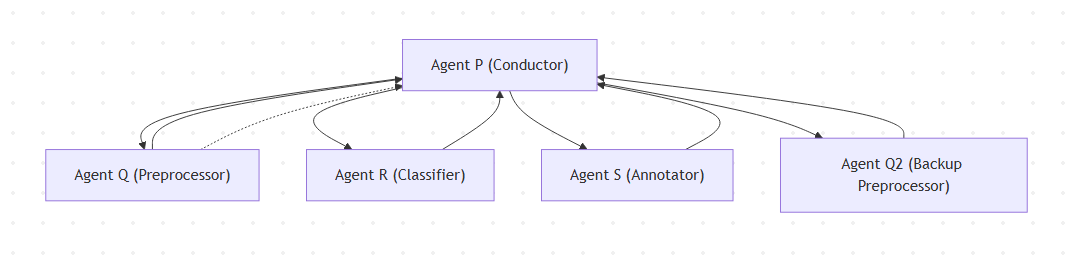 Agent P (Conductor)
Agent Q (Preprocessor)
Agent R (Classifier)
Agent S (Annotator)
Agent Q2 (Backup
Preprocessor)